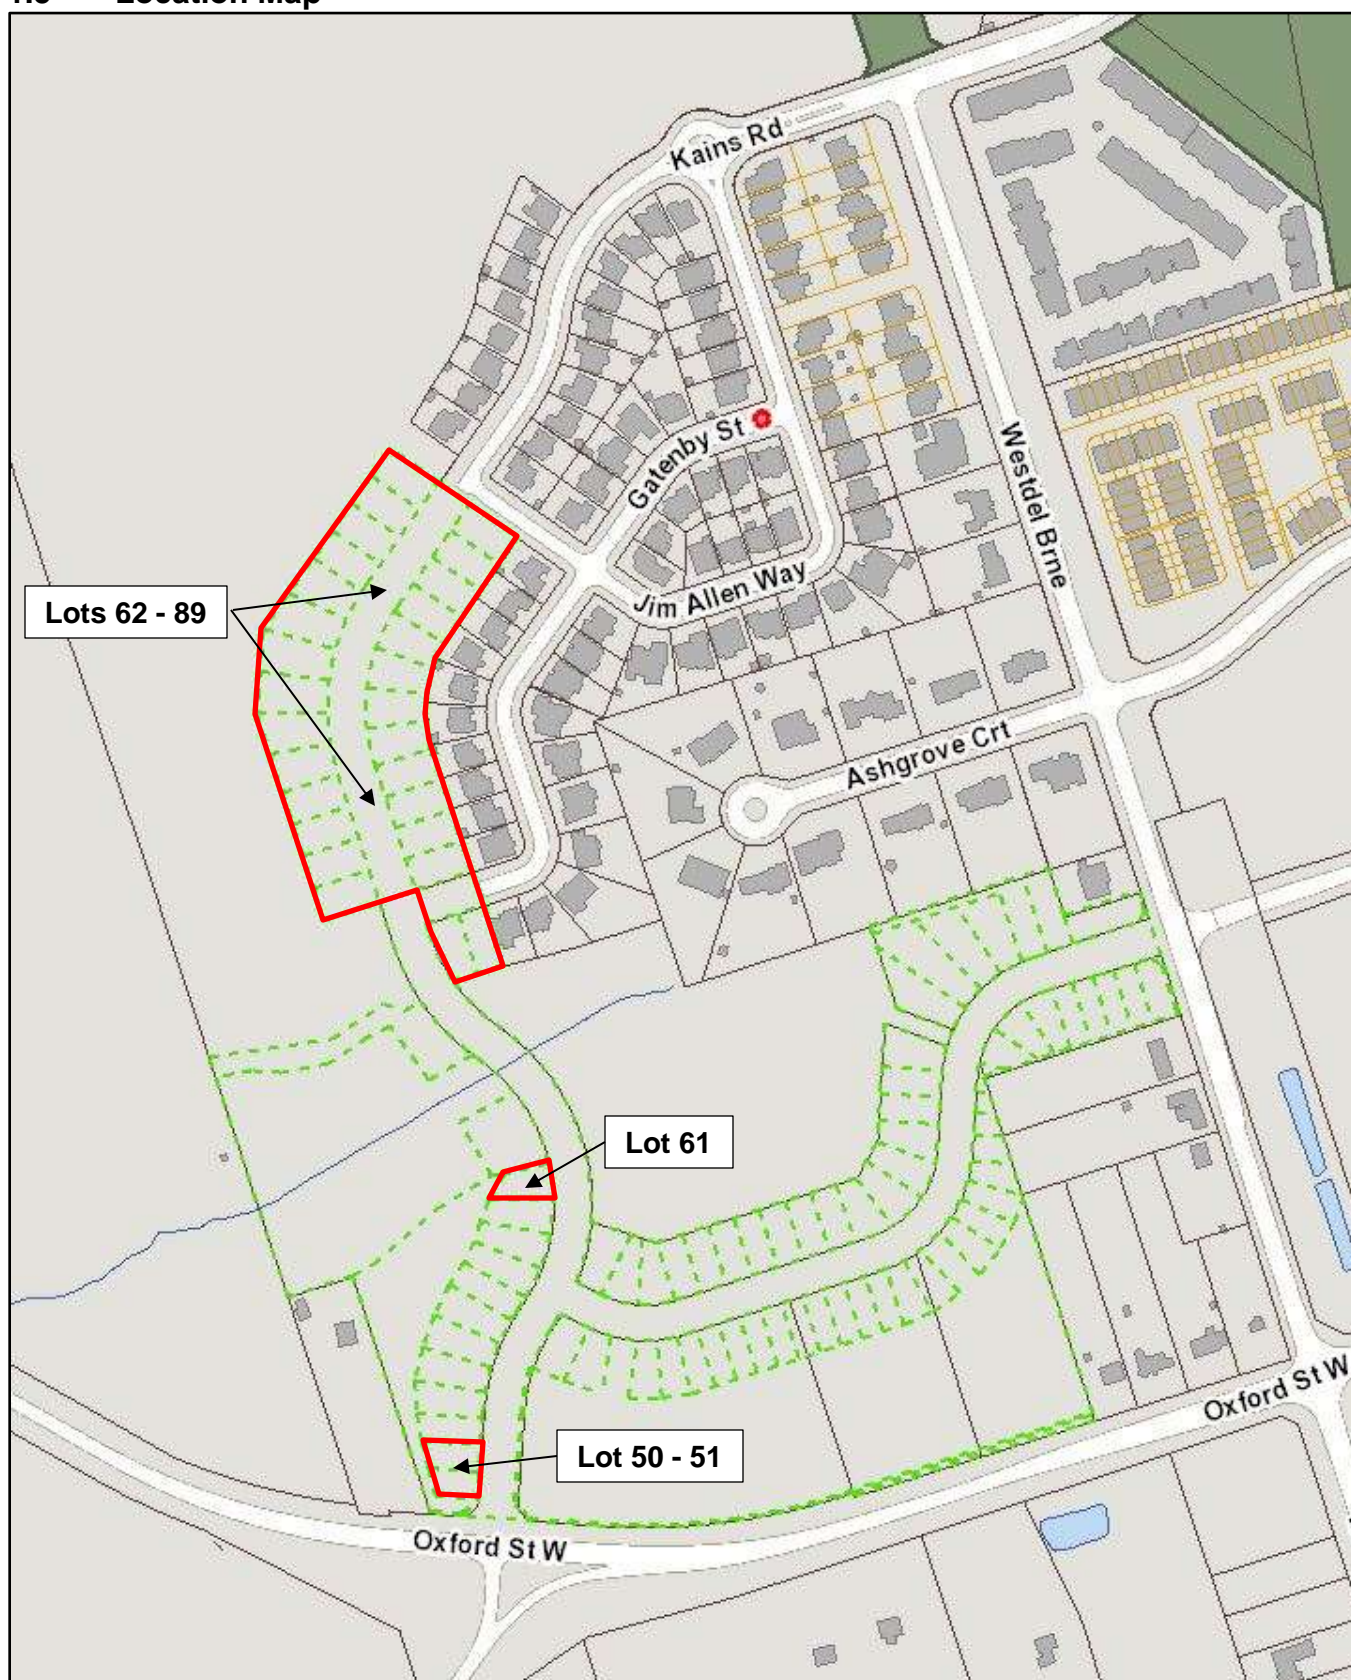 Location Map
Kains Rd
Gatenby St
Westdel Brne
Jim Allen Way
Lots 62 - 89
Ashgrove Crt
Lot 61
Oxford St W
Lot 50 - 51
Oxford St W